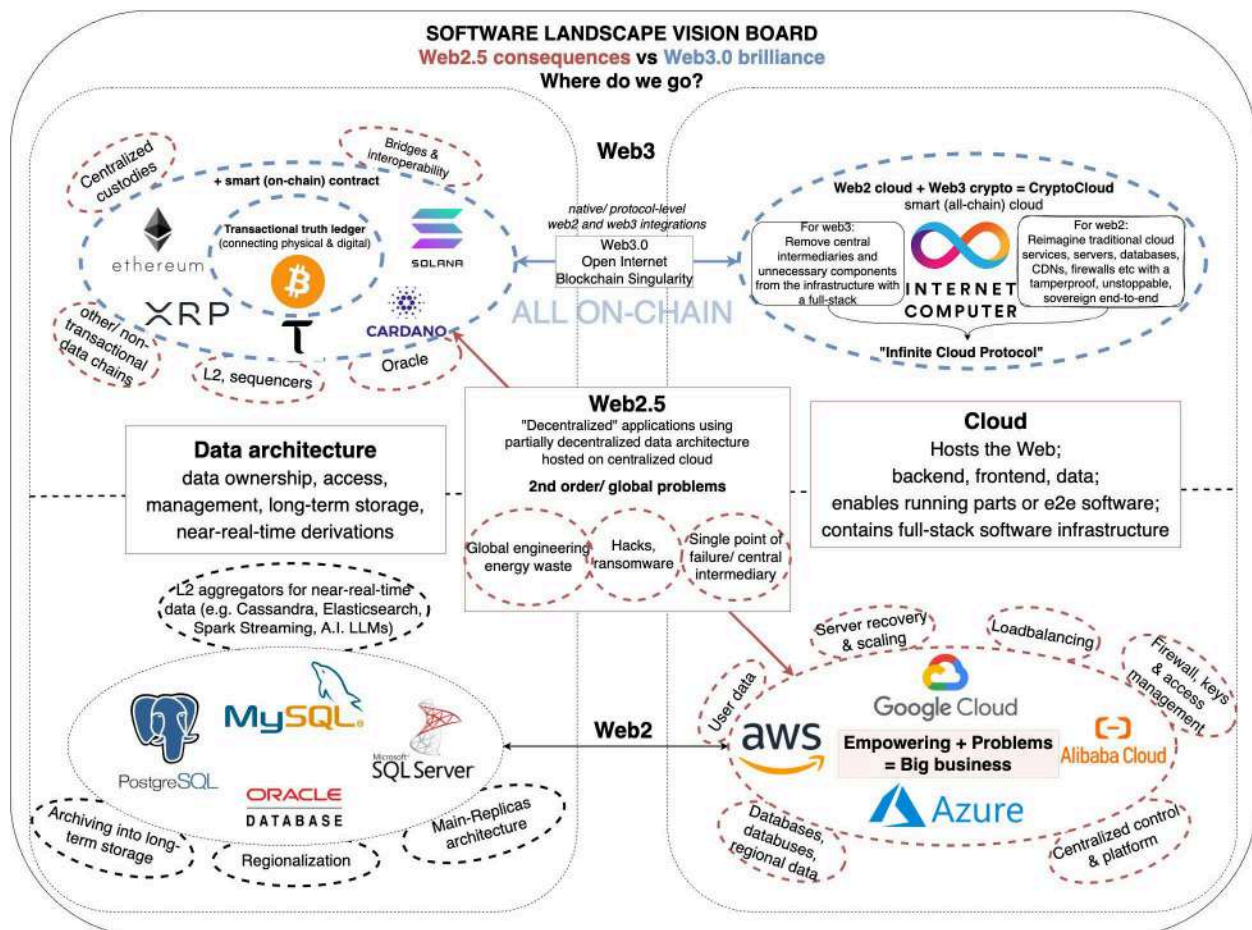 SOFTWARE LANDSCAPE VISION BOARD
Web2.5 consequences vs Web3.0 brilliance
Where do we go?
Web3
Centralized
custodies
Bridges &
interoperability
+ smart (on-chain) contract
Transactional truth ledger
(connecting physical & digital)
ethereum
SOLANA
XRP
CARDANO
other/ non-
transactional
data chains
L2, sequencers
Oracle
native/ protocol-level
web2 and web3 integrations
Web3.0
Open Internet
Blockchain Singularity
ALL ON-CHAIN
Web2 cloud + Web3 crypto = CryptoCloud
smart (all-chain) cloud
For web3:
Remove central
intermediaries and
unnecessary components
from the infrastructure with
a full-stack
INTERNET
COMPUTER
For web2:
Reimagine traditional cloud
services, servers, databases,
CDNs, firewalls etc with a
tamperproof, unstoppable,
sovereign end-to-end
"Infinite Cloud Protocol"
Data architecture
data ownership, access,
management, long-term storage,
near-real-time derivations
Web2.5
"Decentralized" applications using
partially decentralized data architecture
hosted on centralized cloud
2nd order/ global problems
Global engineering
energy waste
Hacks,
ransomware
Single point of
failure/ central
intermediary
Cloud
Hosts the Web;
backend, frontend, data;
enables running parts or e2e software;
contains full-stack software infrastructure
L2 aggregators for near-real-time
data (e.g. Cassandra, Elasticsearch,
Spark Streaming, A.I. LLMs)
PostgreSQL
MySQL®
Microsoft®
SQL Server
ORACLE
DATABASE
Archiving into long-
term storage
Regionalization
Main-Replicas
architecture
Web2
Server recovery
& scaling
Loadbalancing
Firewall, keys
& access
management
User data
Google Cloud
aws
Empowering + Problems
= Big business
Alibaba Cloud
Azure
Databases,
databuses,
regional data
Centralized control
& platform